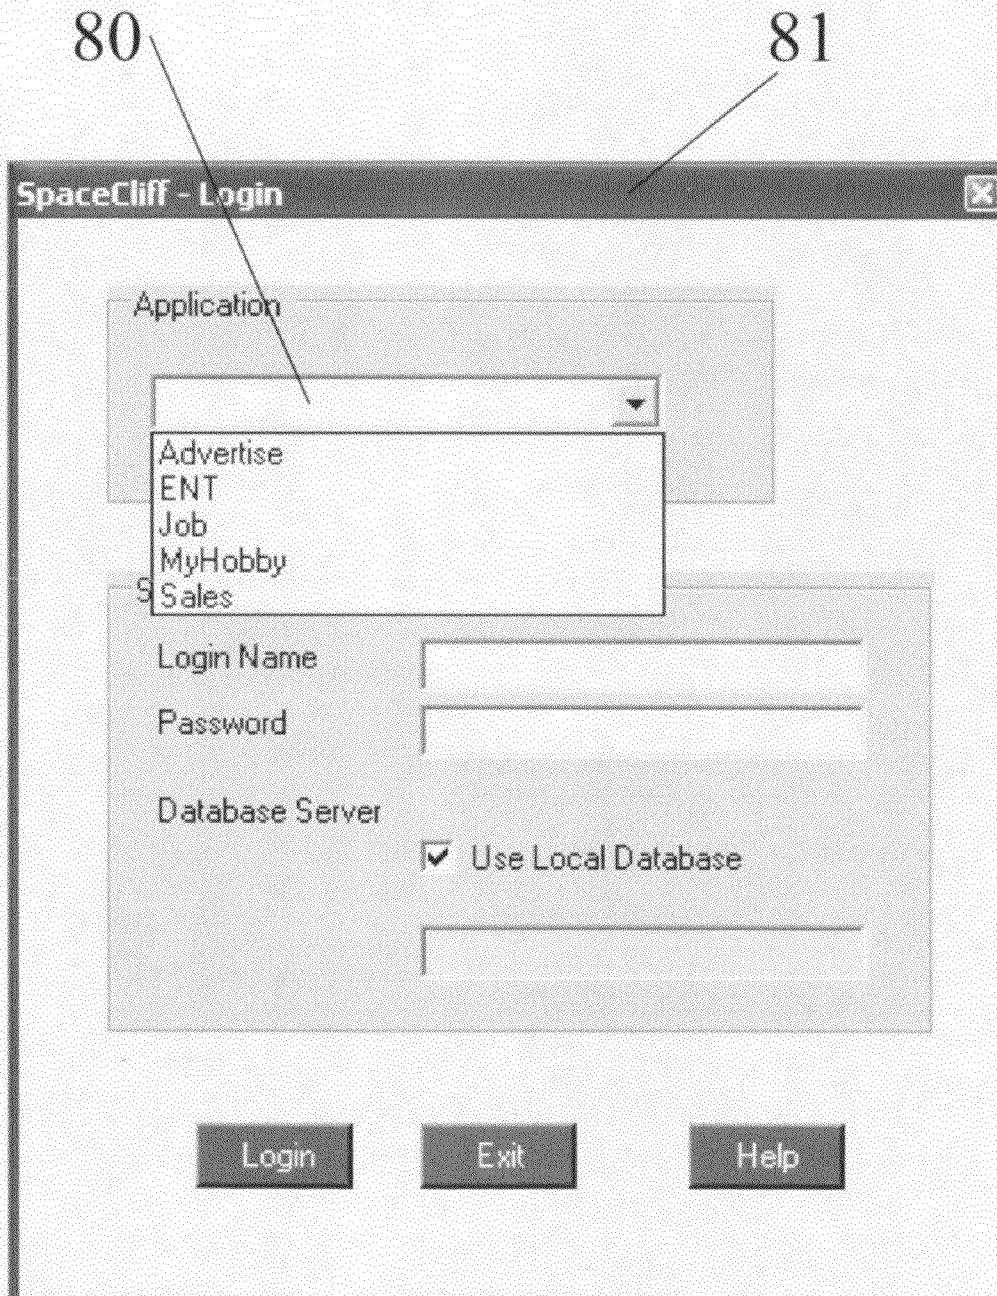 80 81
SpaceCliff - Login
Application
Advertise
ENT
Job
MyHobby
Sales
Login Name
Password
Database Server
Use Local Database
Login Exit Help